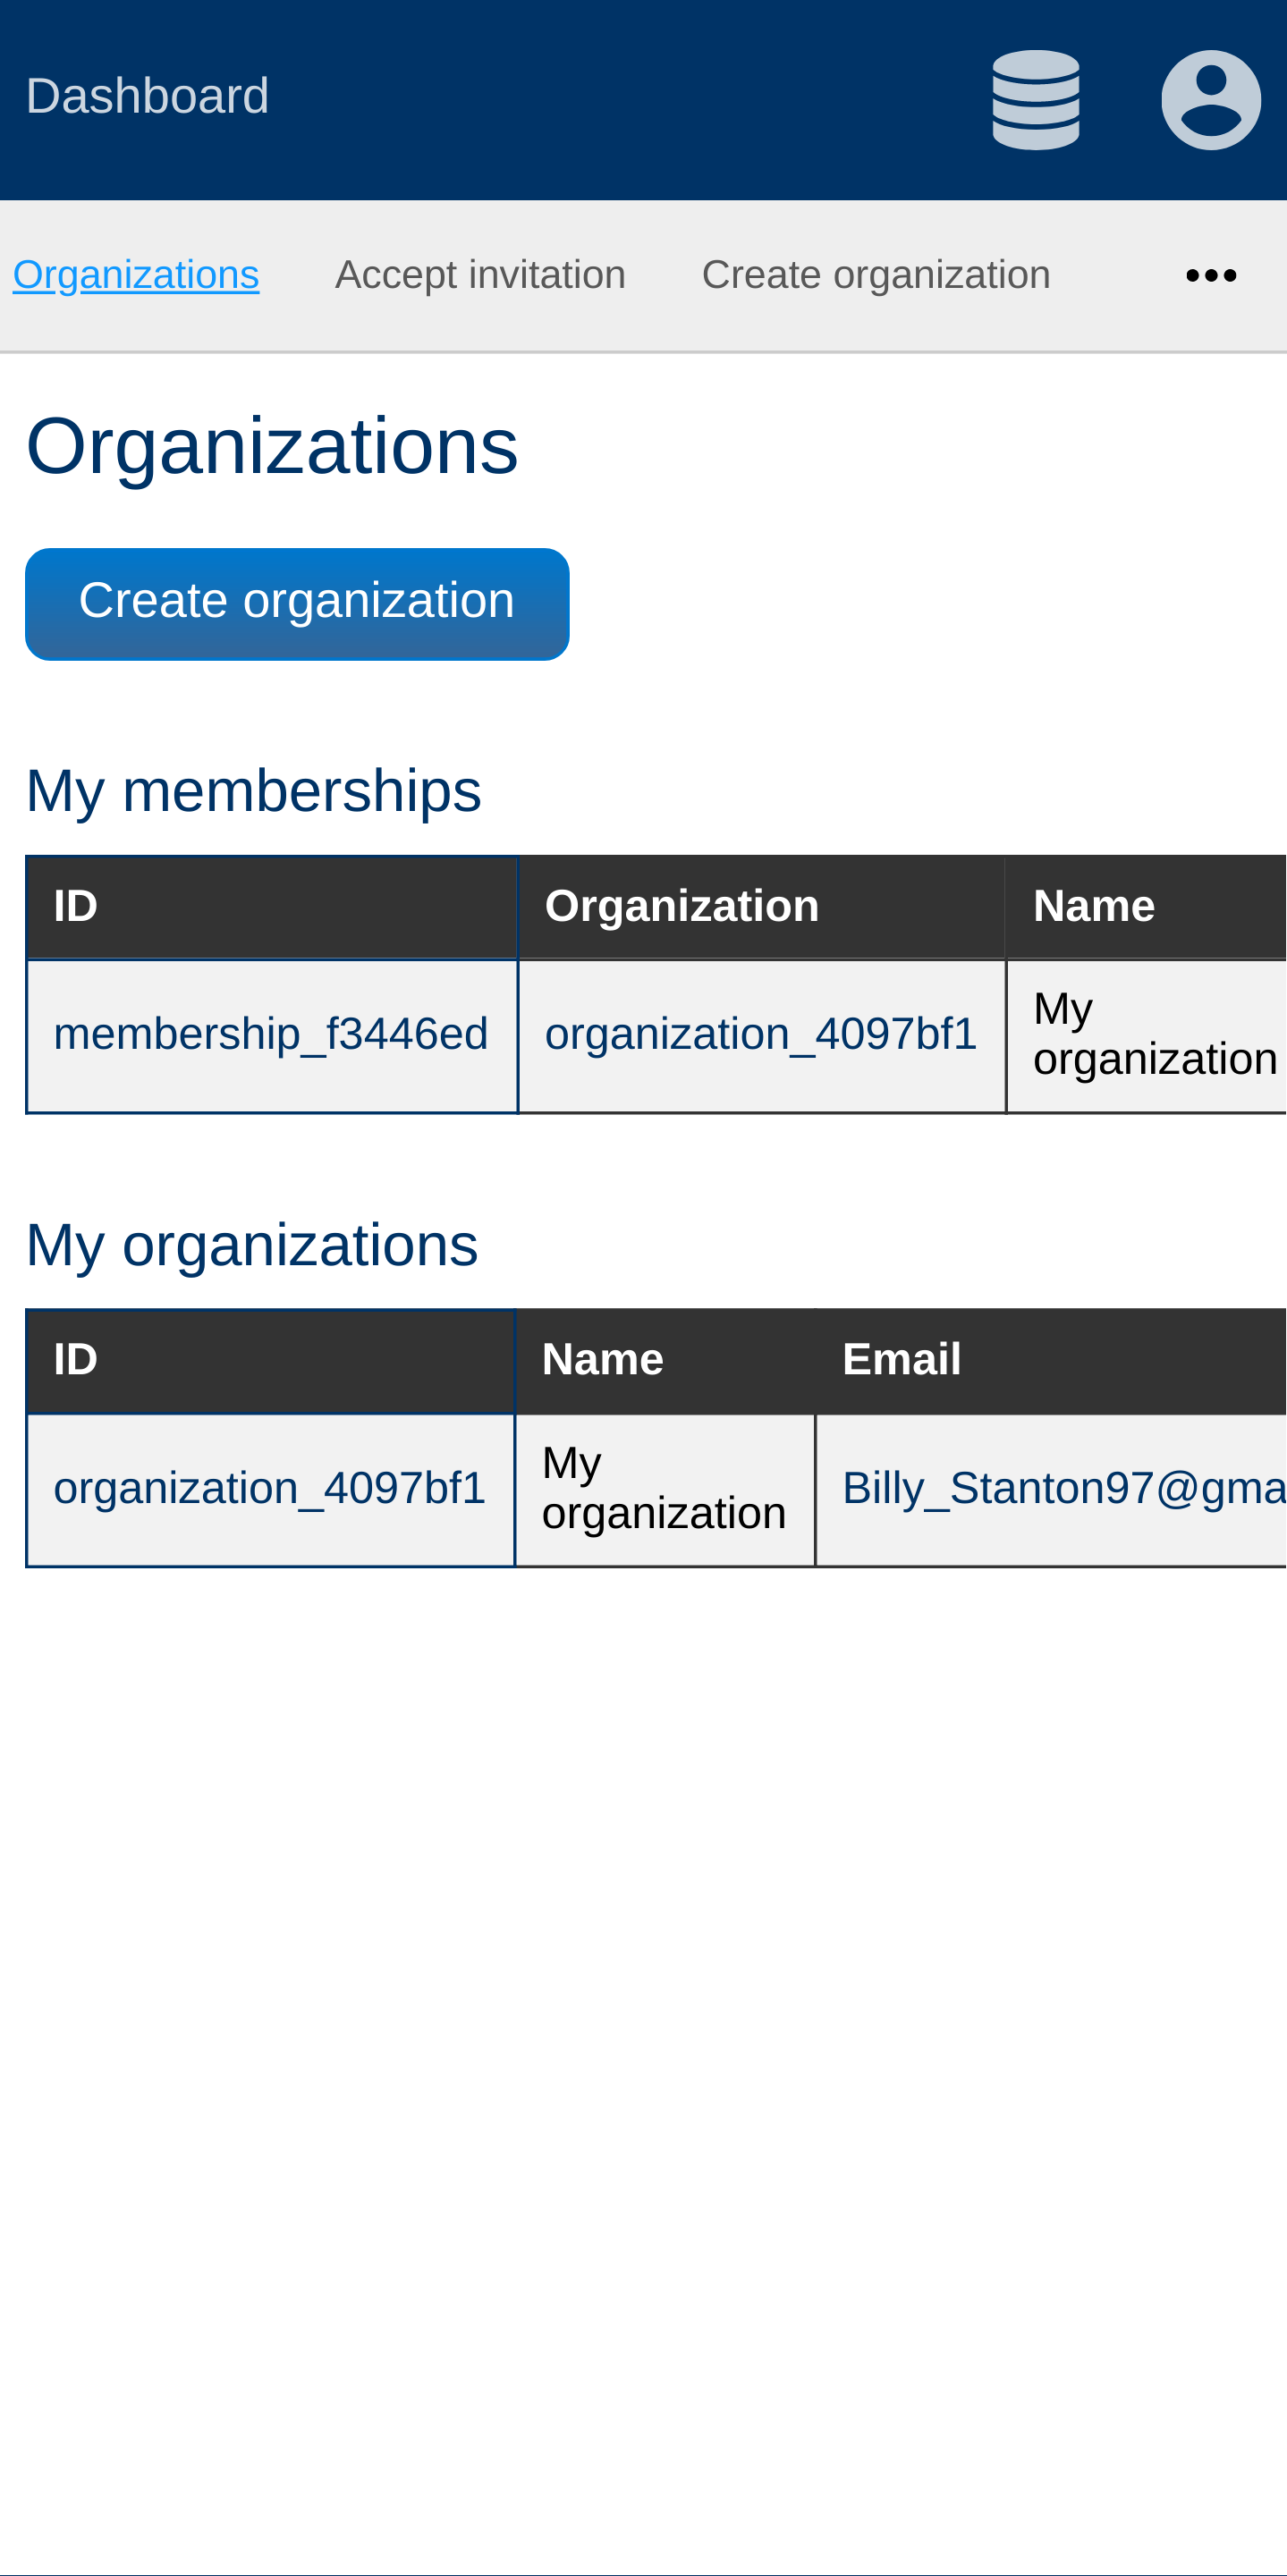 Dashboard
Organizations Accept invitation Create organization •••
Organizations
Create organization
My memberships
ID Organization Name
membership_f3446ed organization_4097bf1 My
organization
My organizations
ID Name Email
organization_4097bf1 My
organization Billy_Stanton97@gma